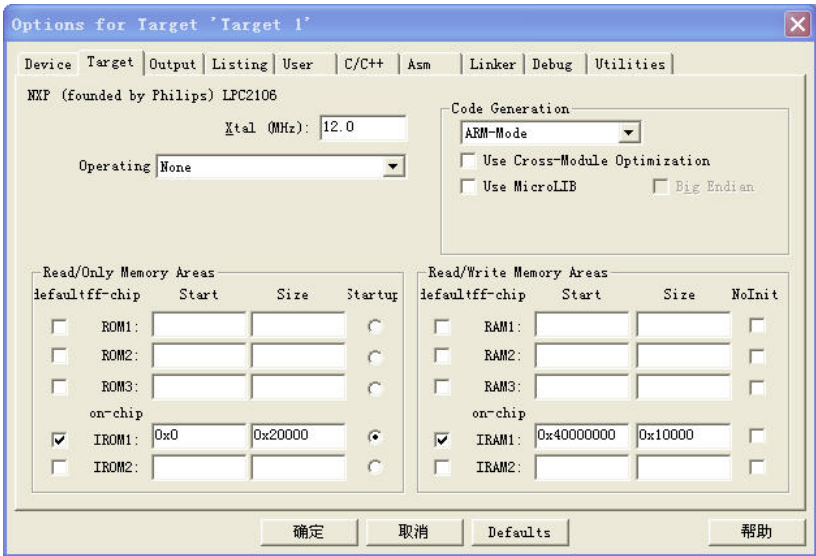 Options for Target 'Target 1'
Device Target Output Listing User C/C++ Asm Linker Debug Utilities
NXP (founded by Philips) LPC2106
Xtal (MHz): 12.0
Operating None
Code Generation
ARM-Mode
Use Cross-Module Optimization
Use MicroLIB Big Endian
Read/Only Memory Areas
default ff-chip Start Size Startup
ROM1:
ROM2:
ROM3:
on-chip
IROM1: 0x0 0x20000
IROM2:
Read/Write Memory Areas
default ff-chip Start Size NoInit
RAM1:
RAM2:
RAM3:
on-chip
IRAM1: 0x40000000 0x10000
IRAM2:
确定 取消 Defaults 帮助